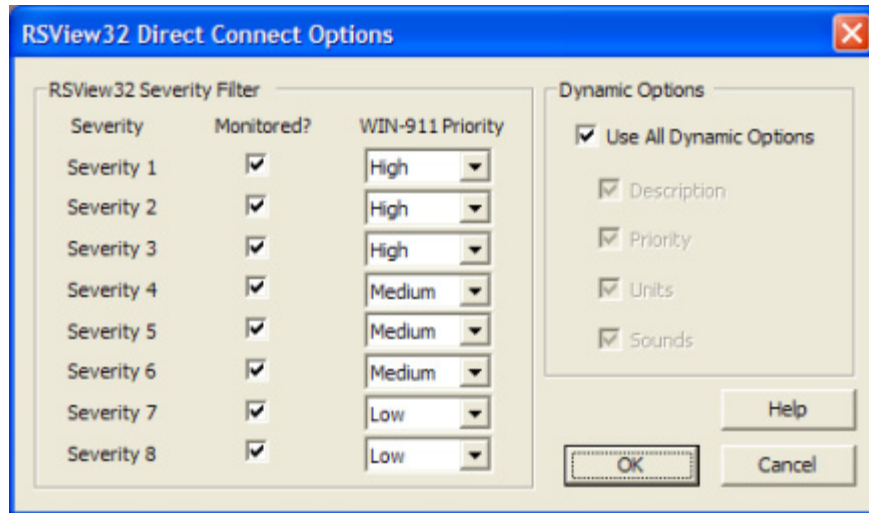 RSView32 Direct Connect Options
RSView32 Severity Filter
Severity Monitored? WIN-911 Priority
Severity 1 High
Severity 2 High
Severity 3 High
Severity 4 Medium
Severity 5 Medium
Severity 6 Medium
Severity 7 Low
Severity 8 Low
Dynamic Options
Use All Dynamic Options
Description
Priority
Units
Sounds
Help
OK Cancel